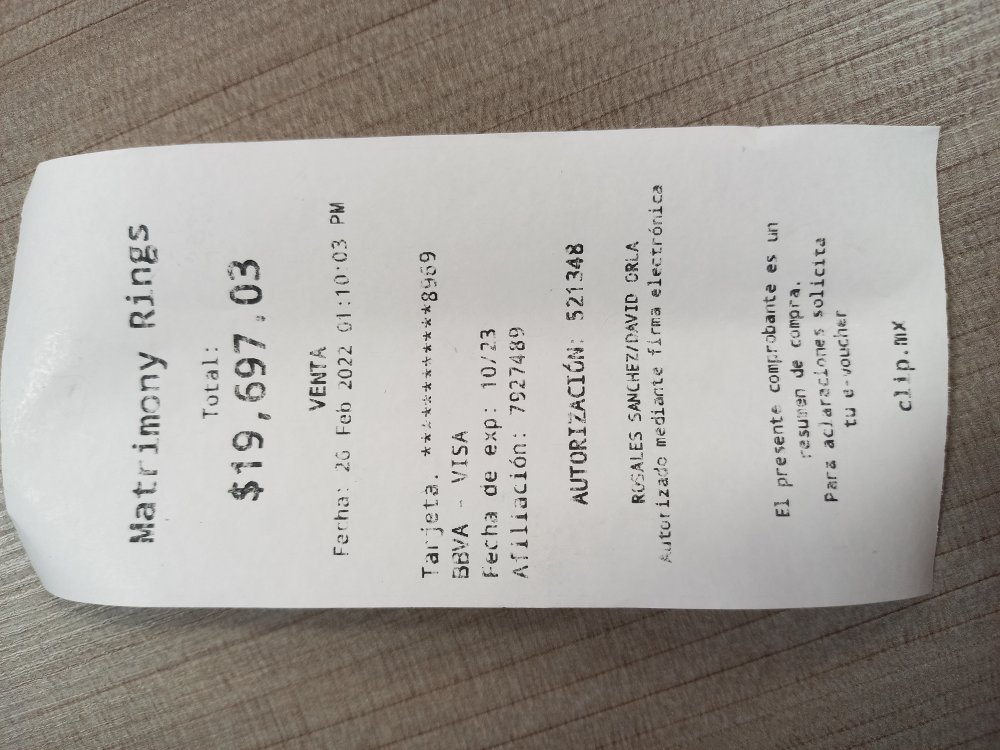 Matrimony Rings
Total:
$19,697.03
VENTA
Fecha: 26 Feb 2022 01:10:03 PM
Tarjeta. ************8969
BBVA - VISA
Fecha de exp: 10/23
Afiliación: 7927489
AUTORIZACIÓN: 521348
ROSALES SANCHEZ/DAVID ORLA
Autorizado mediante firma electrónica
El presente comprobante es un
resumen de compra.
Para aclaraciones solicita
tu e-voucher
clip.mx